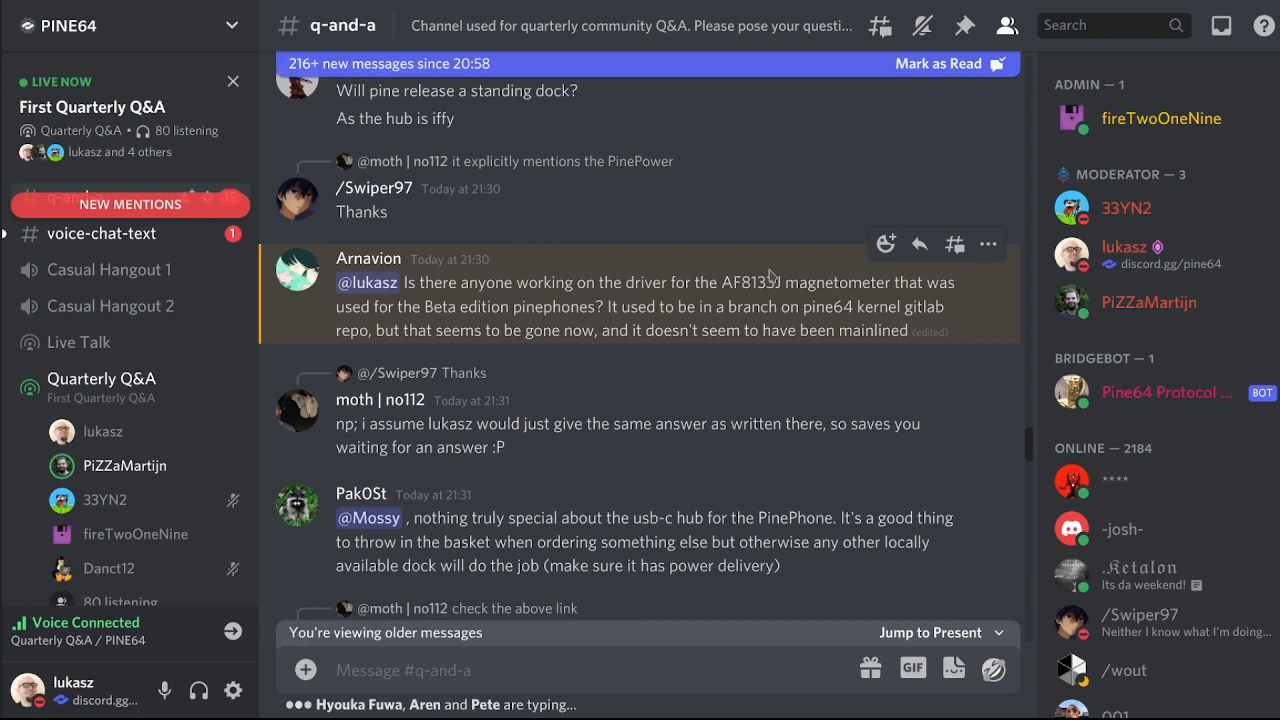 PINE64
LIVE NOW
First Quarterly Q&A
Quarterly Q&A • 80 listening
lukasz and 4 others
q-and-a 15
NEW MENTIONS
# voice-chat-text 1
Casual Hangout 1
Casual Hangout 2
Live Talk
Quarterly Q&A
First Quarterly Q&A
lukasz
PiZZaMartijn
33YN2
fireTwoOneNine
Danct12
80 listening
Voice Connected
Quarterly Q&A / PINE64
lukasz
discord.gg...
# q-and-a
Channel used for quarterly community Q&A. Please pose your questi...
Search
216+ new messages since 20:58
Mark as Read
Will pine release a standing dock?
As the hub is iffy
@moth | no112 it explicitly mentions the PinePower
/Swiper97 Today at 21:30
Thanks
Arnavion Today at 21:30
@lukasz Is there anyone working on the driver for the magnetometer that was
used for the Beta edition pinephones? It used to be in a branch on pine64 kernel gitlab
repo, but that seems to be gone now, and it doesn't seem to have been mainlined (edited)
@/Swiper97 Thanks
moth | no112 Today at 21:31
np; i assume lukasz would just give the same answer as written there, so saves you
waiting for an answer :P
Pak0St Today at 21:31
@Mossy , nothing truly special about the usb-c hub for the PinePhone. It's a good thing
to throw in the basket when ordering something else but otherwise any other locally
available dock will do the job (make sure it has power delivery)
@moth | no112 check the above link
You're viewing older messages
Jump to Present
Message #q-and-a
GIF
Hyouka Fuwa, Aren and Pete are typing...
ADMIN — 1
fireTwoOneNine
MODERATOR — 3
33YN2
lukasz
discord.gg/pine64
PiZZaMartijn
BRIDGEBOT — 1
Pine64 Protocol ... BOT
ONLINE — 2184
****
-josh-
.𝕶𝖊𝖙𝖆𝖑𝖔𝖓
Its da weekend!
/Swiper97
Neither I know what I'm doing...
/wout
001